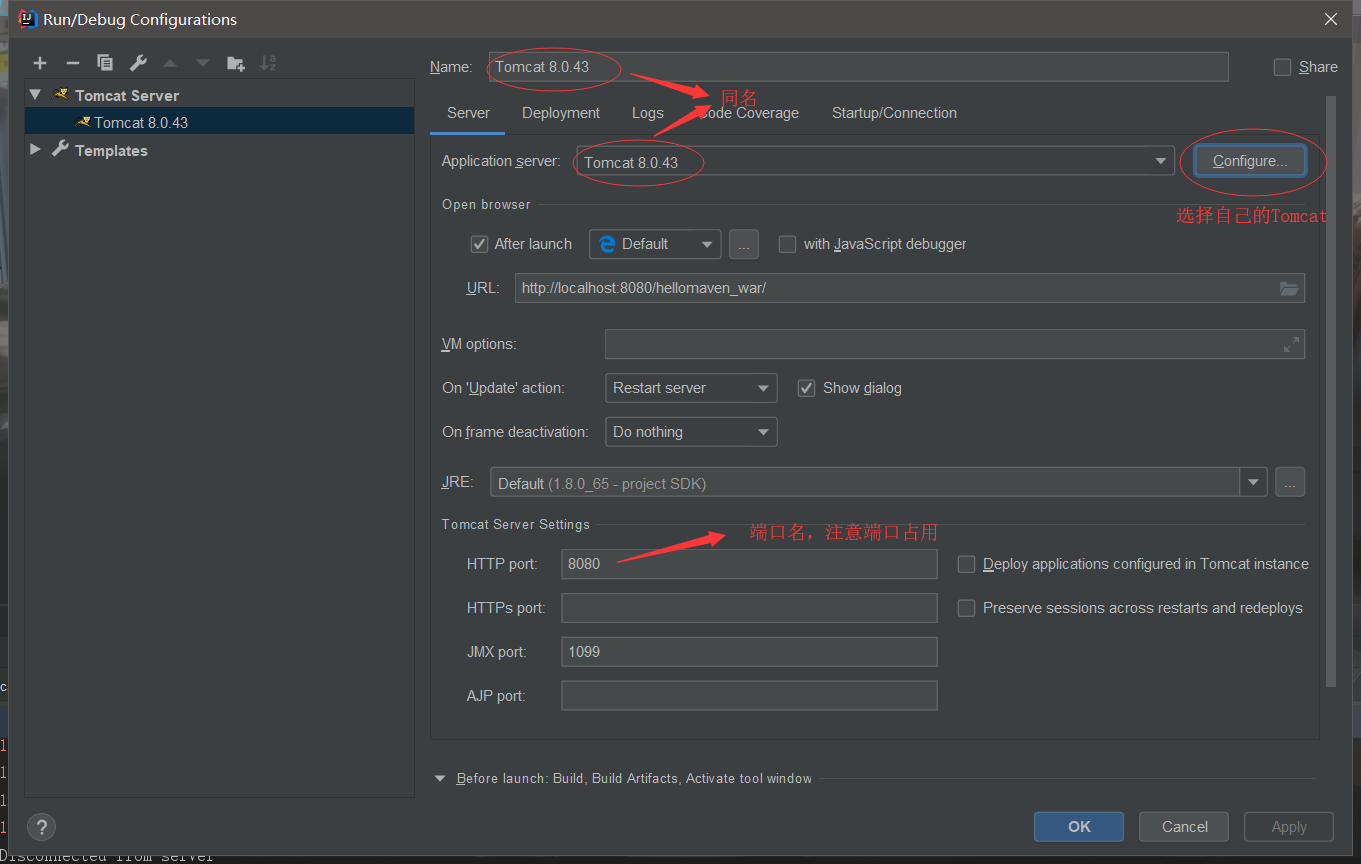 Run/Debug Configurations
Name: Tomcat 8.0.43 Share
Tomcat Server
Tomcat 8.0.43
Templates
同名
Server Deployment Logs Code Coverage Startup/Connection
Application server: Tomcat 8.0.43 Configure...
选择自己的Tomcat
Open browser
After launch Default ... with JavaScript debugger
URL: http://localhost:8080/hellomaven_war/
VM options:
On 'Update' action: Restart server Show dialog
On frame deactivation: Do nothing
JRE: Default (1.8.0_65 - project SDK) ...
Tomcat Server Settings
端口名，注意端口占用
HTTP port: 8080 Deploy applications configured in Tomcat instance
HTTPs port: Preserve sessions across restarts and redeploys
JMX port: 1099
AJP port:
Before launch: Build, Build Artifacts, Activate tool window
? OK Cancel Apply
Disconnected from server